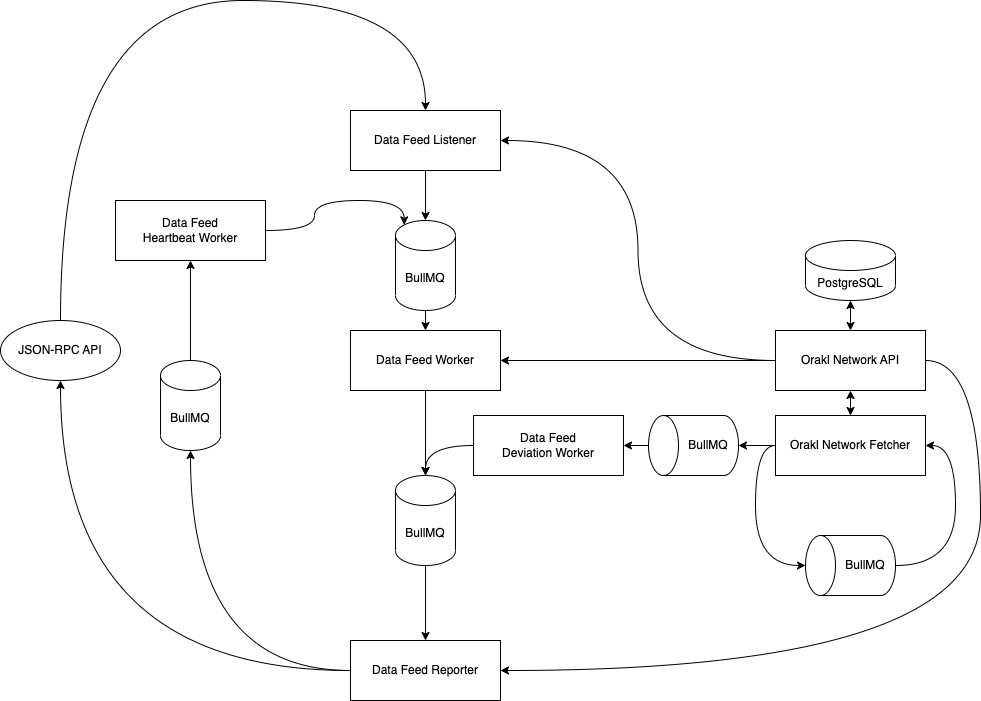 Data Feed Listener
Data Feed
Heartbeat Worker
BullMQ
PostgreSQL
JSON-RPC API
Data Feed Worker
Orakl Network API
BullMQ
Data Feed
Deviation Worker
BullMQ
Orakl Network Fetcher
BullMQ
BullMQ
Data Feed Reporter